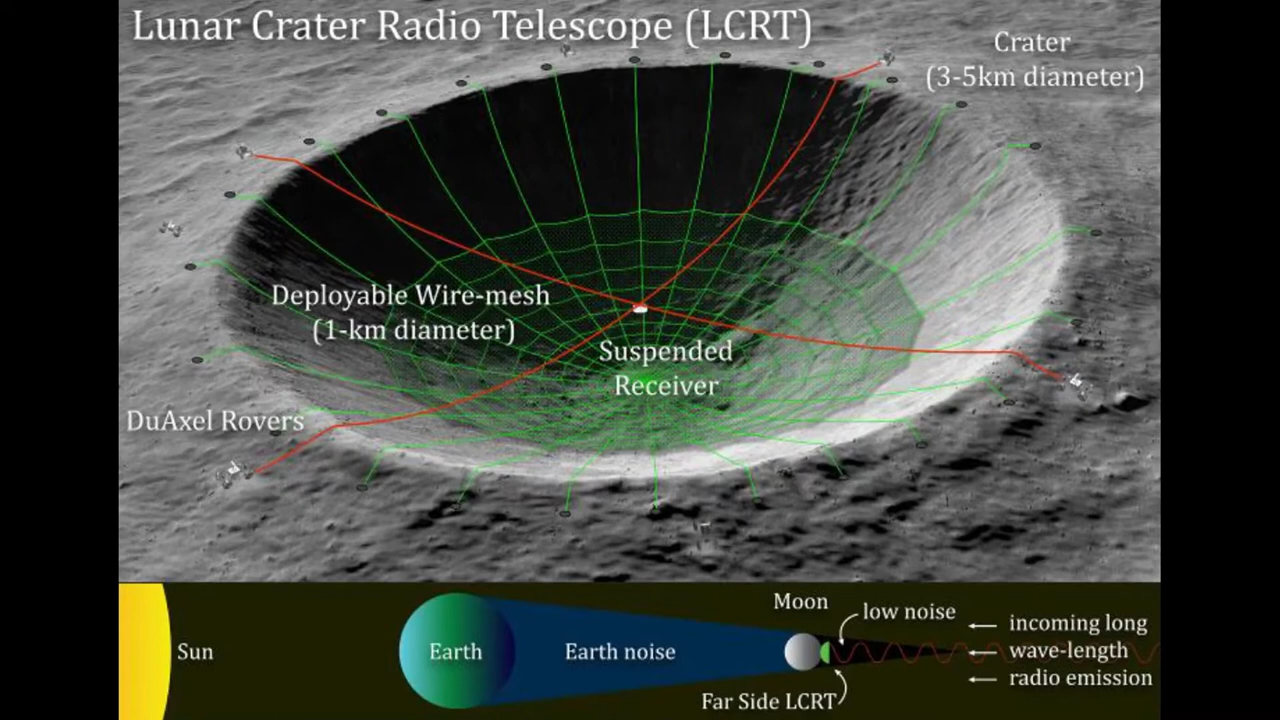 Lunar Crater Radio Telescope (LCRT)
Crater
(3-5km diameter)
Deployable Wire-mesh
(1-km diameter)
Suspended
Receiver
DuAxel Rovers
Moon
low noise
incoming long
Sun
Earth
Earth noise
wave-length
radio emission
Far Side LCRT